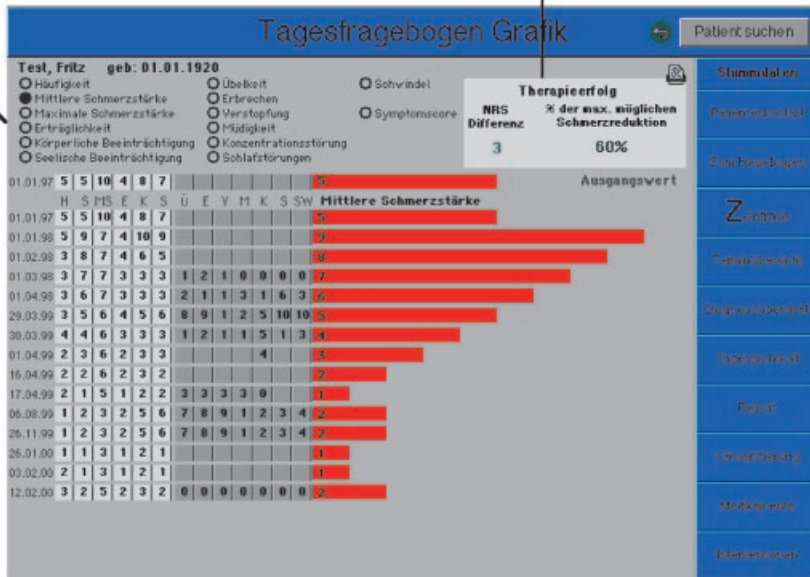 Tagesfragebogen Grafik
Patient suchen
Test, Fritz geb: 01.01.1920
Häufigkeit Übelkeit Schwindel
Mittlere Schmerzstärke Erbrechen
Maximale Schmerzstärke Verstopfung Symptomscore
Erträglichkeit Müdigkeit
Körperliche Beeinträchtigung Konzentrationsstörung
Seelische Beeinträchtigung Schlafstörungen
Therapieerfolg
NRS Differenz % der max. möglichen Schmerzreduktion
3 60%
Stammdaten
01.01.97 5 5 10 4 8 7 5 Ausgangswert
H S MS E K S Ü E V M K S SW Mittlere Schmerzstärke
01.01.97 5 5 10 4 8 7 5
01.01.98 5 9 7 4 10 9 9
01.02.98 3 8 7 4 6 5 8
01.03.98 3 7 7 3 3 3 1 2 1 0 0 0 0 7
01.04.98 3 6 7 3 3 3 2 1 1 3 1 6 3 6
29.03.99 3 5 6 4 5 6 8 9 1 2 5 10 10 5
30.03.99 4 4 6 3 3 3 1 2 1 1 5 1 3 4
01.04.99 2 3 6 2 3 3 4 3
16.04.99 2 2 6 2 3 2 2
17.04.99 2 1 5 1 2 2 3 3 3 3 0 1
06.08.99 1 2 3 2 5 6 7 8 9 1 2 3 4 2
26.11.99 1 2 3 2 5 6 7 8 9 1 2 3 4 2
26.01.00 1 1 3 1 2 1 1
03.02.00 2 1 3 1 2 1 1
12.02.00 3 2 5 2 3 2 0 0 0 0 0 0 0 2